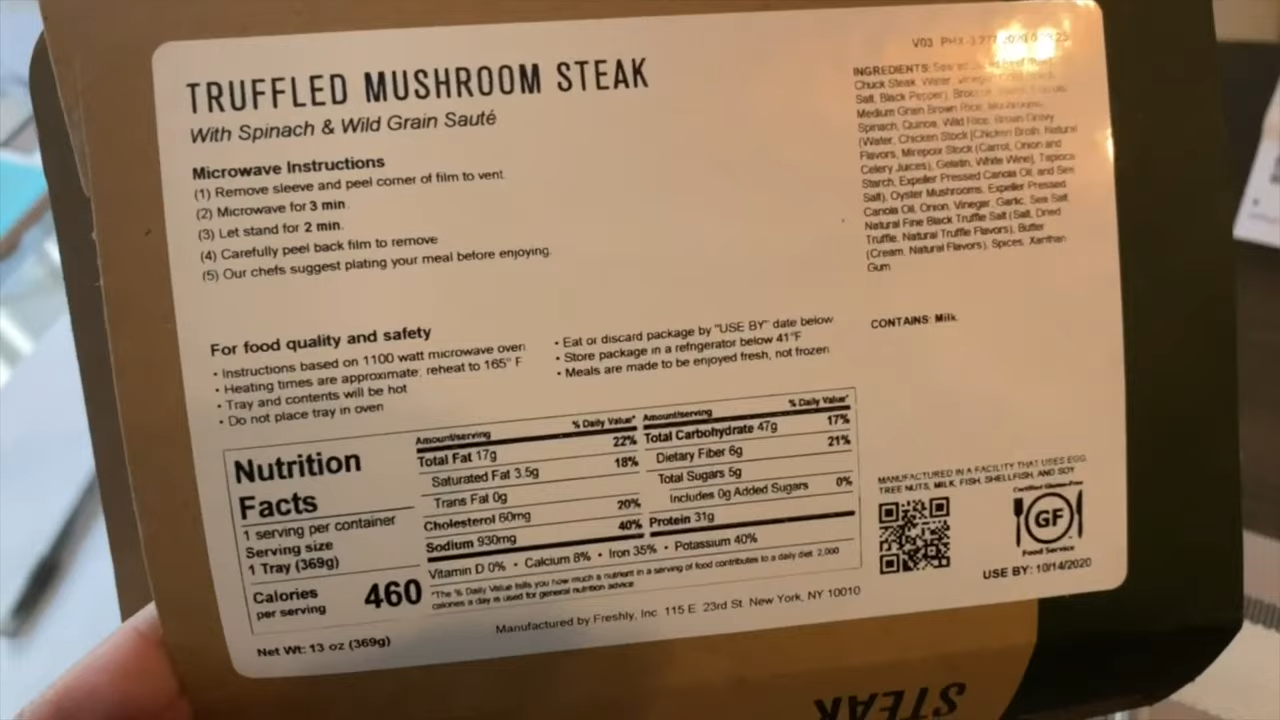 TRUFFLED MUSHROOM STEAK
With Spinach & Wild Grain Sauté
Microwave Instructions
(1) Remove sleeve and peel corner of film to vent.
(2) Microwave for 3 min.
(3) Let stand for 2 min.
(4) Carefully peel back film to remove
(5) Our chefs suggest plating your meal before enjoying.
For food quality and safety
• Instructions based on 1100 watt microwave oven
• Heating times are approximate; reheat to 165° F
• Tray and contents will be hot
• Do not place tray in oven
• Eat or discard package by "USE BY" date below
• Store package in a refrigerator below 41°F
• Meals are made to be enjoyed fresh, not frozen
Nutrition
Facts
1 serving per container
Serving size
1 Tray (369g)
Calories
per serving
460
Amount/serving % Daily Value*
Total Fat 17g 22%
Saturated Fat 3.5g 18%
Trans Fat 0g
Cholesterol 60mg 20%
Sodium 930mg 40%
Amount/serving % Daily Value*
Total Carbohydrate 47g 17%
Dietary Fiber 6g 21%
Total Sugars 5g
Includes 0g Added Sugars 0%
Protein 31g
Vitamin D 0% • Calcium 8% • Iron 35% • Potassium 40%
*The % Daily Value tells you how much a nutrient in a serving of food contributes to a daily diet. 2,000
calories a day is used for general nutrition advice
Net Wt: 13 oz (369g)
Manufactured by Freshly, Inc. 115 E. 23rd St. New York, NY 10010
V03 PHX
INGREDIENTS:
Chuck Steak, Water, Vinegar
Salt, Black Pepper),
Medium Grain Brown Rice, Mushrooms,
Spinach, Quinoa, Wild Rice, Brown Gravy
(Water, Chicken Stock [Chicken Broth, Natural
Flavors, Mirepoix Stock (Carrot, Onion and
Celery Juices), Gelatin, White Wine], Tapioca
Starch, Expeller Pressed Canola Oil, and Sea
Salt), Oyster Mushrooms, Expeller Pressed
Canola Oil, Onion, Vinegar, Garlic, Sea Salt,
Natural Fine Black Truffle Salt (Salt, Dried
Truffle, Natural Truffle Flavors), Butter
(Cream, Natural Flavors), Spices, Xanthan
Gum
CONTAINS: Milk.
MANUFACTURED IN A FACILITY THAT USES EGG,
TREE NUTS, MILK, FISH, SHELLFISH, AND SOY
Certified Gluten-Free
GF
Food Service
USE BY: 10/14/2020
STEAK